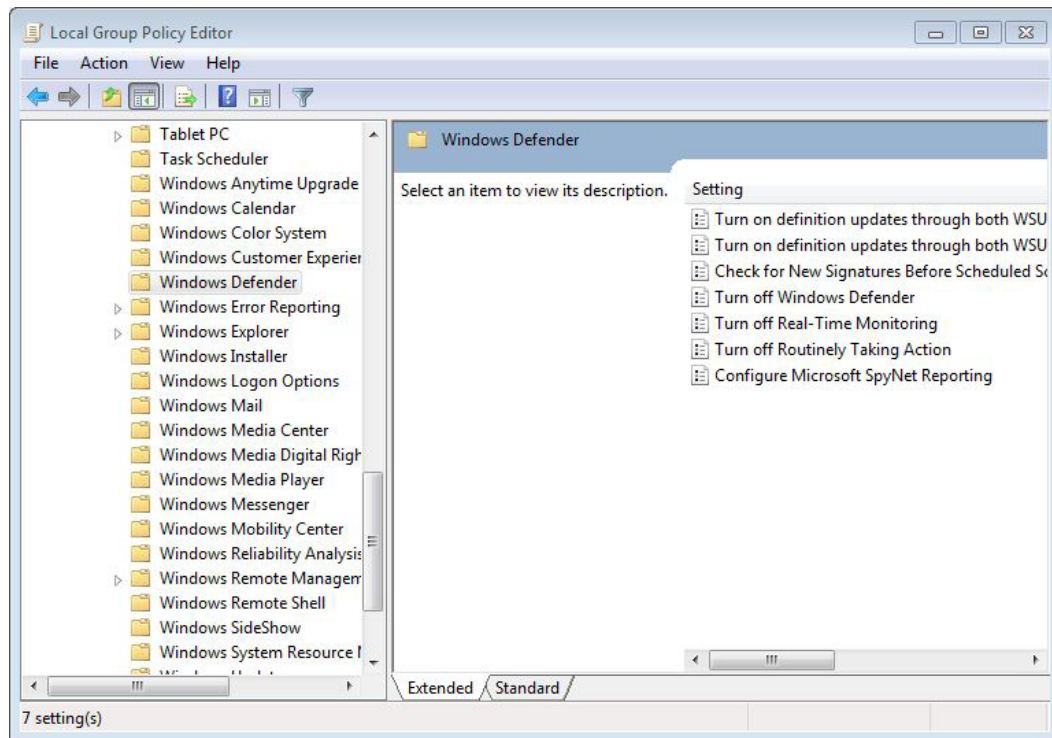 Local Group Policy Editor
File Action View Help
Tablet PC
Task Scheduler
Windows Anytime Upgrade
Windows Calendar
Windows Color System
Windows Customer Experier
Windows Defender
Windows Error Reporting
Windows Explorer
Windows Installer
Windows Logon Options
Windows Mail
Windows Media Center
Windows Media Digital Righ
Windows Media Player
Windows Messenger
Windows Mobility Center
Windows Reliability Analysis
Windows Remote Managem
Windows Remote Shell
Windows SideShow
Windows System Resource
Windows Defender
Select an item to view its description.
Setting
Turn on definition updates through both WSU
Turn on definition updates through both WSU
Check for New Signatures Before Scheduled Sc
Turn off Windows Defender
Turn off Real-Time Monitoring
Turn off Routinely Taking Action
Configure Microsoft SpyNet Reporting
Extended Standard
7 setting(s)